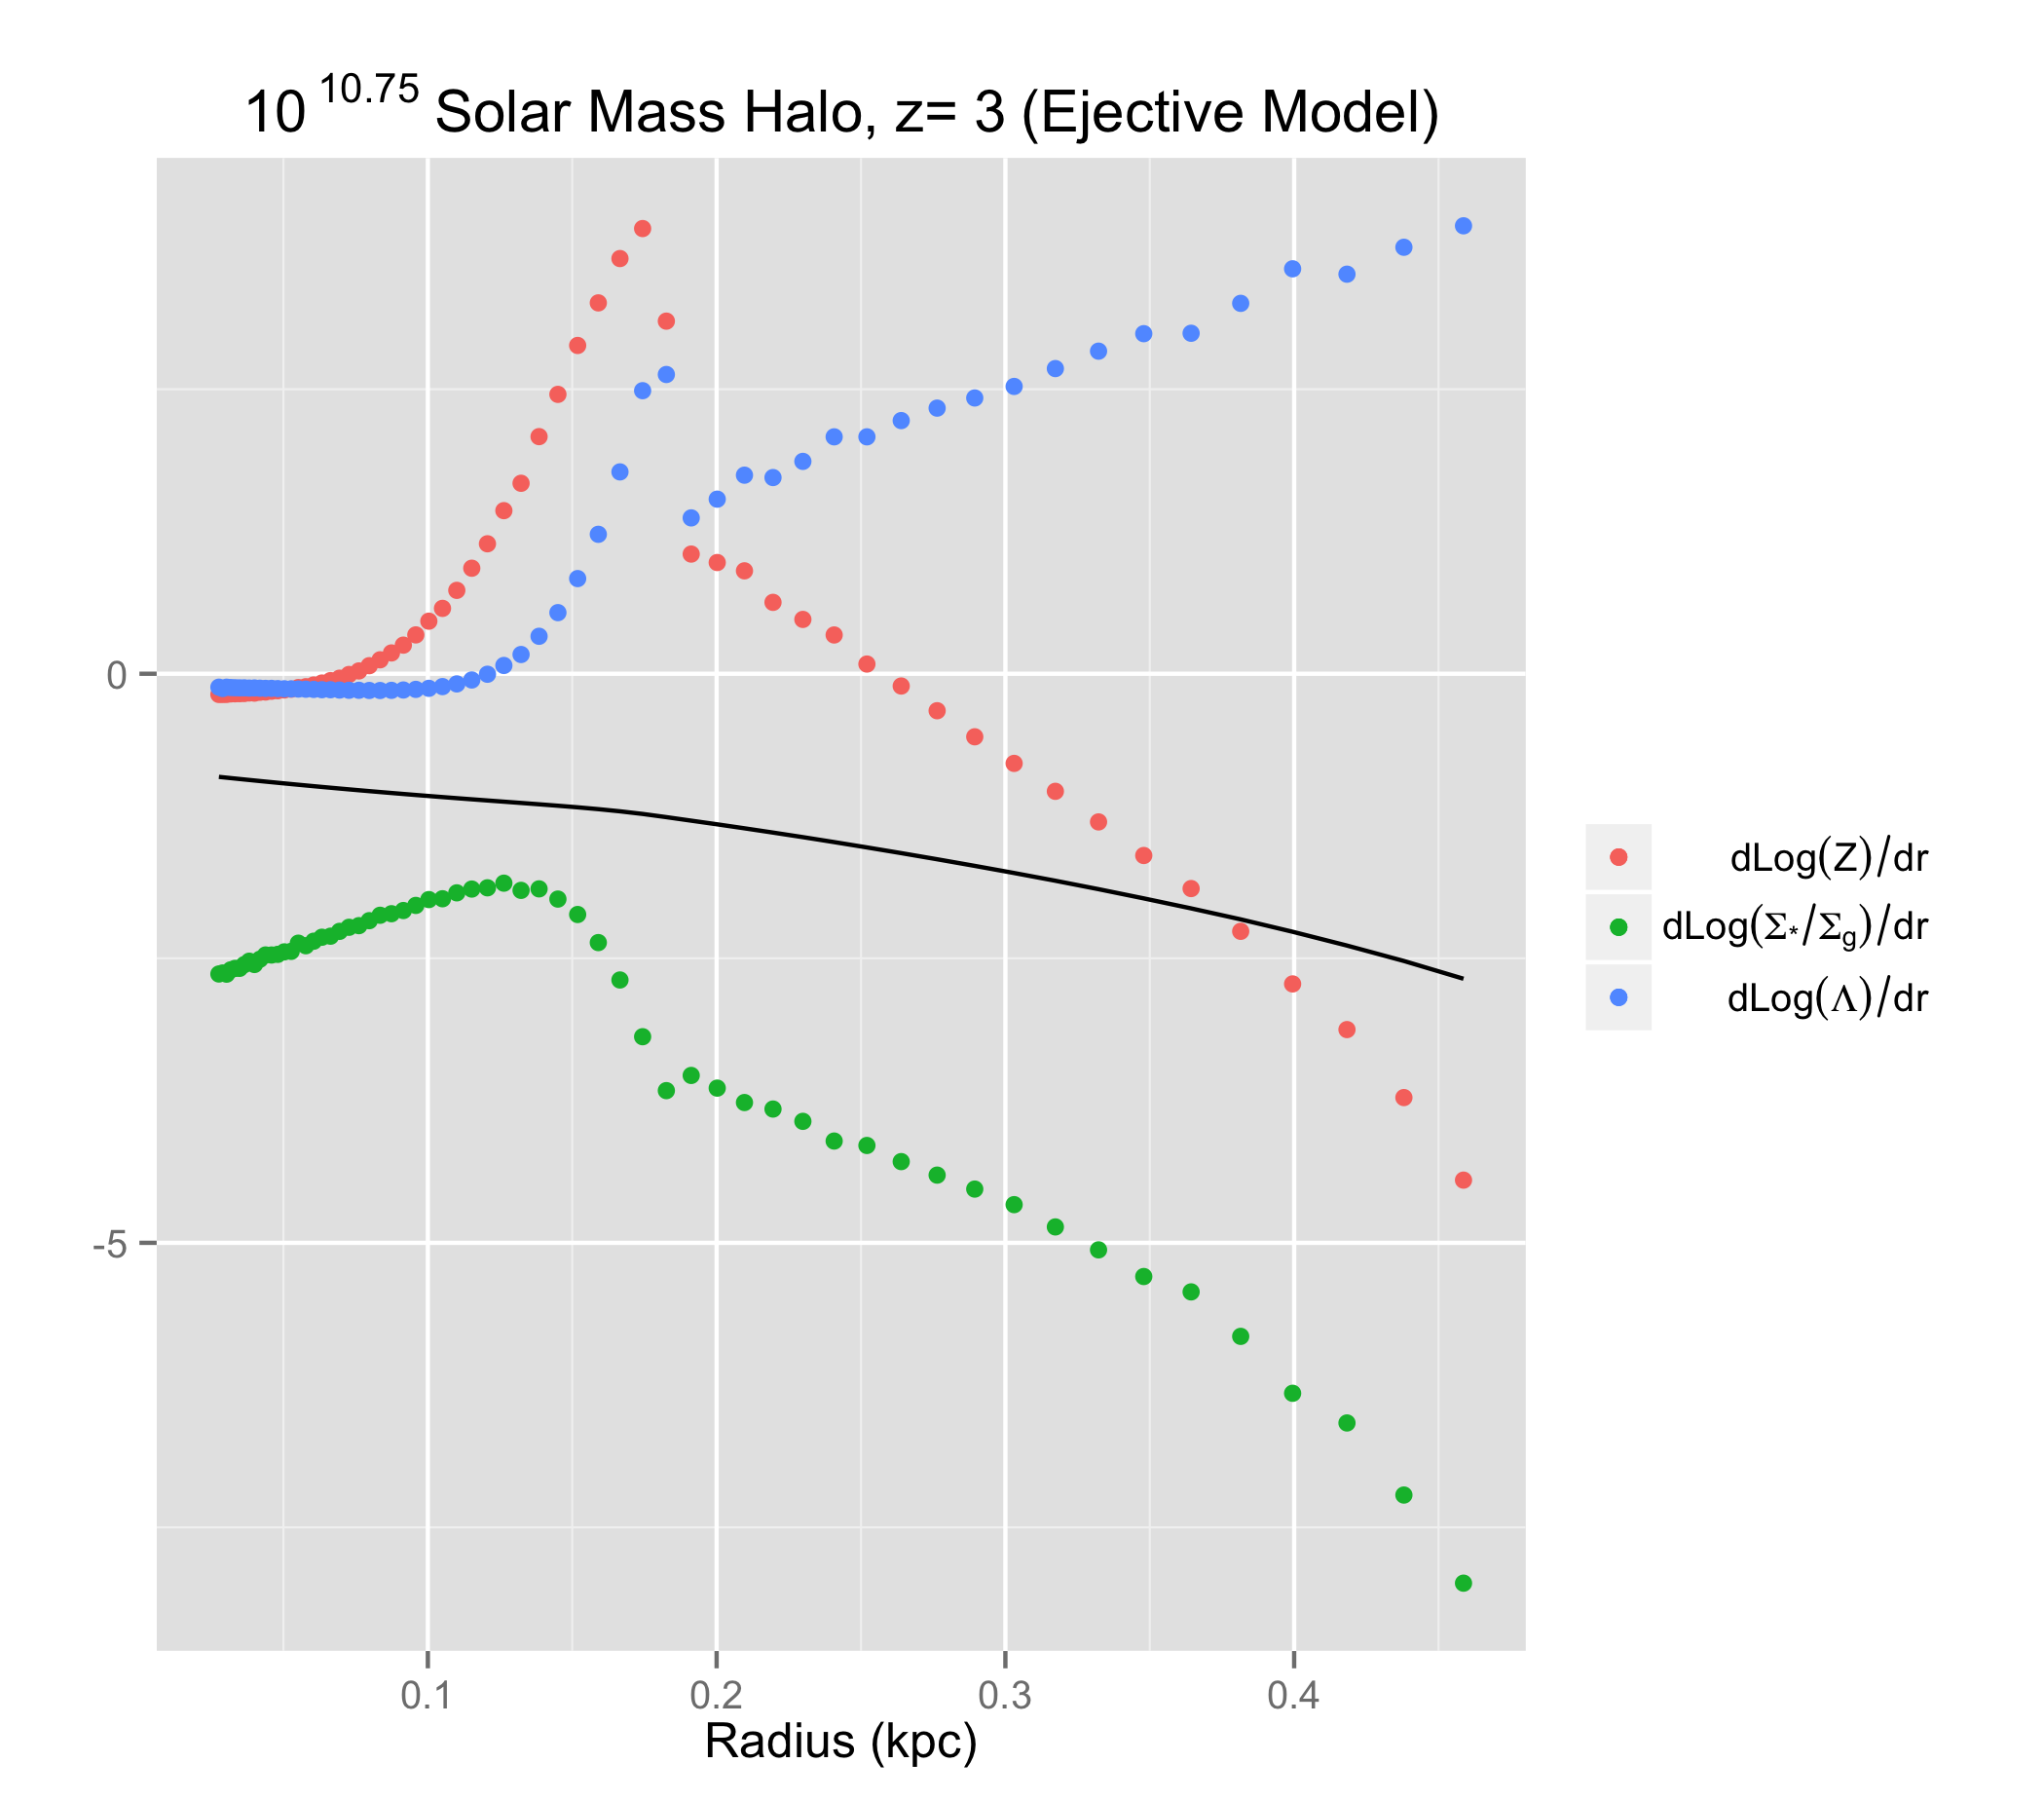 10^10.75 Solar Mass Halo, z= 3 (Ejective Model)
0
-5
0.1 0.2 0.3 0.4
Radius (kpc)
dLog(Z)/dr
dLog(Σ*/Σg)/dr
dLog(Λ)/dr